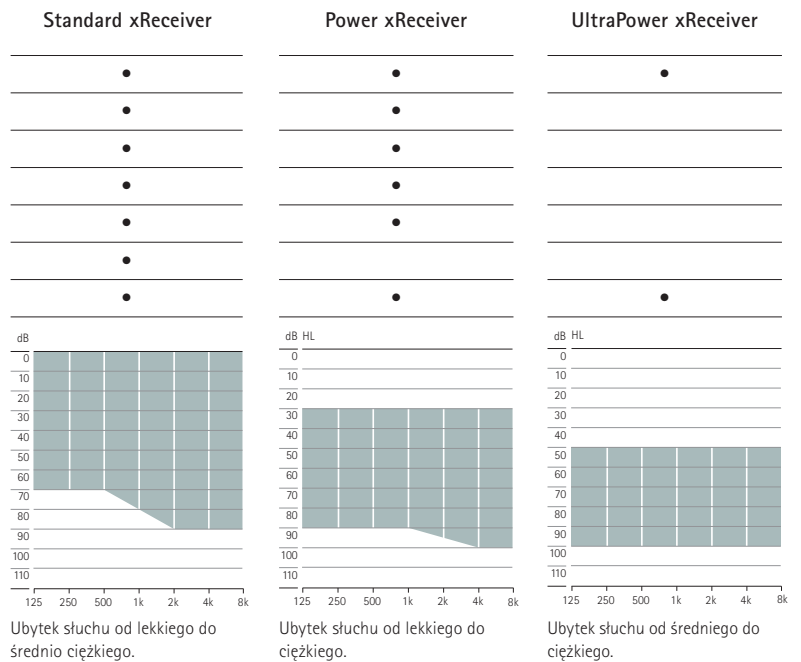 Standard xReceiver
Power xReceiver
UltraPower xReceiver
dB
0
10
20
30
40
50
60
70
80
90
100
110
125 250 500 1k 2k 4k 8k
Ubytek słuchu od lekkiego do
średnio ciężkiego.
dB HL
0
10
20
30
40
50
60
70
80
90
100
110
125 250 500 1k 2k 4k 8k
Ubytek słuchu od lekkiego do
ciężkiego.
dB HL
0
10
20
30
40
50
60
70
80
90
100
110
125 250 500 1k 2k 4k 8k
Ubytek słuchu od średniego do
ciężkiego.